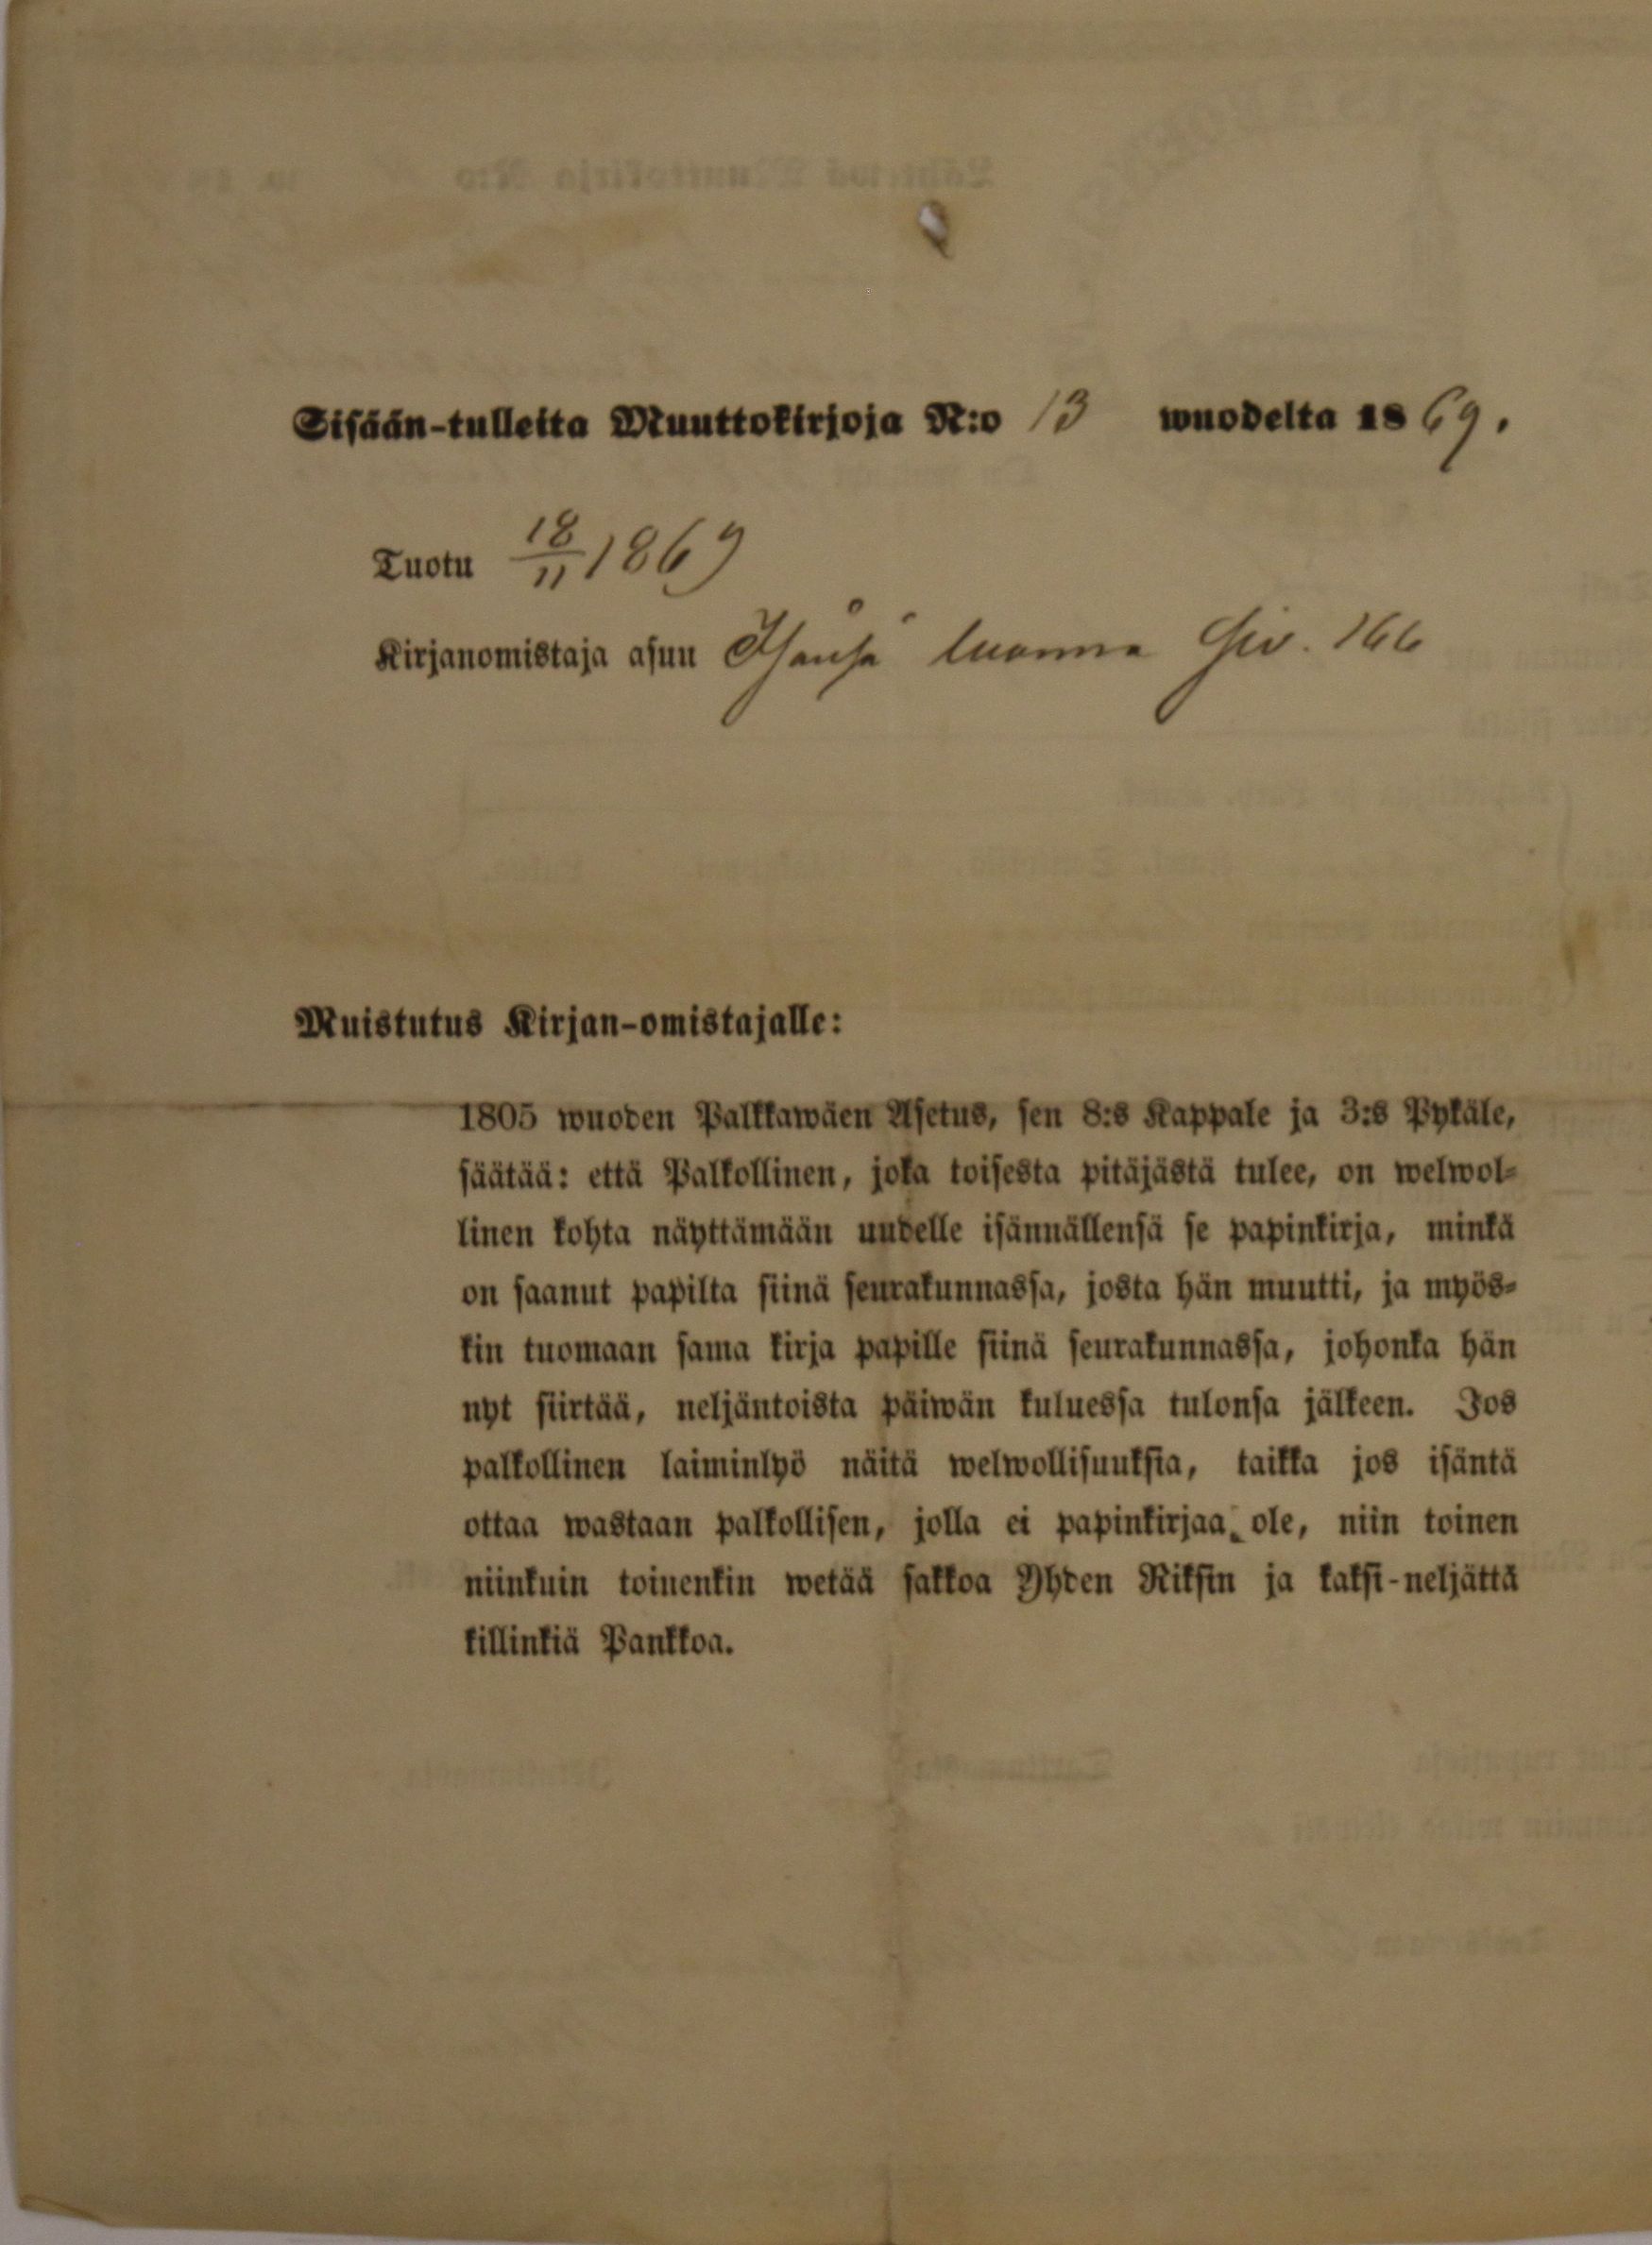 Sisään-tulleita Muuttokirjoja N:o 13 wuodelta 1869.
Tuotu 18/11 1869
Kirjanomistaja asuu luonna Siv. 166
Muistutus Kirjan-omistajalle:
1805 wuoden Palkkawäen Asetus, sen 8:s Kappale ja 3:s Pykäle,
säätää: että Palkollinen, joka toisesta pitäjästä tulee, on welwol-
linen kohta näyttämään uudelle isännällensä se papinkirja, minkä
on saanut papilta siinä seurakunnassa, josta hän muutti, ja myös-
kin tuomaan sama kirja papille siinä seurakunnassa, johonka hän
nyt siirtää, neljäntoista päiwän kuluessa tulonsa jälkeen. Jos
palkollinen laiminlyö näitä welwollisuuksia, taikka jos isäntä
ottaa wastaan palkollisen, jolla ei papinkirjaa ole, niin toinen
niinkuin toinenkin wetää sakkoa Yhden Riksin ja kaksi-neljättä
killinkiä Pankkoa.